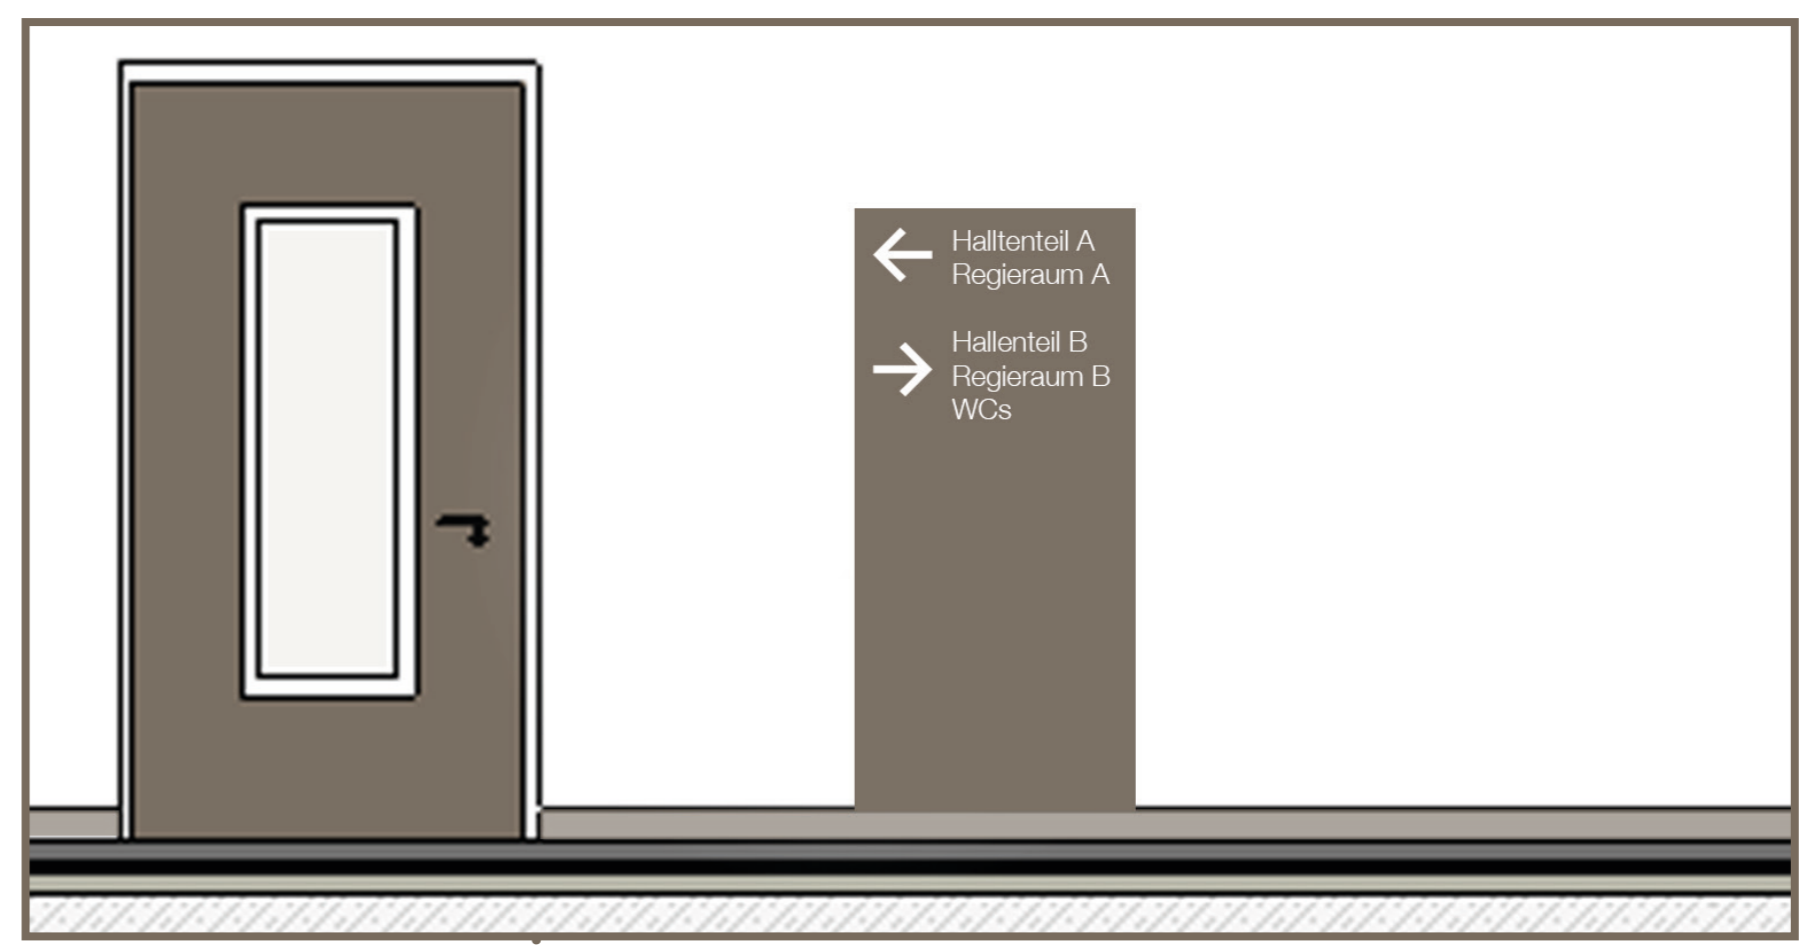 Halltenteil A
Regieraum A
Hallenteil B
Regieraum B
WCs